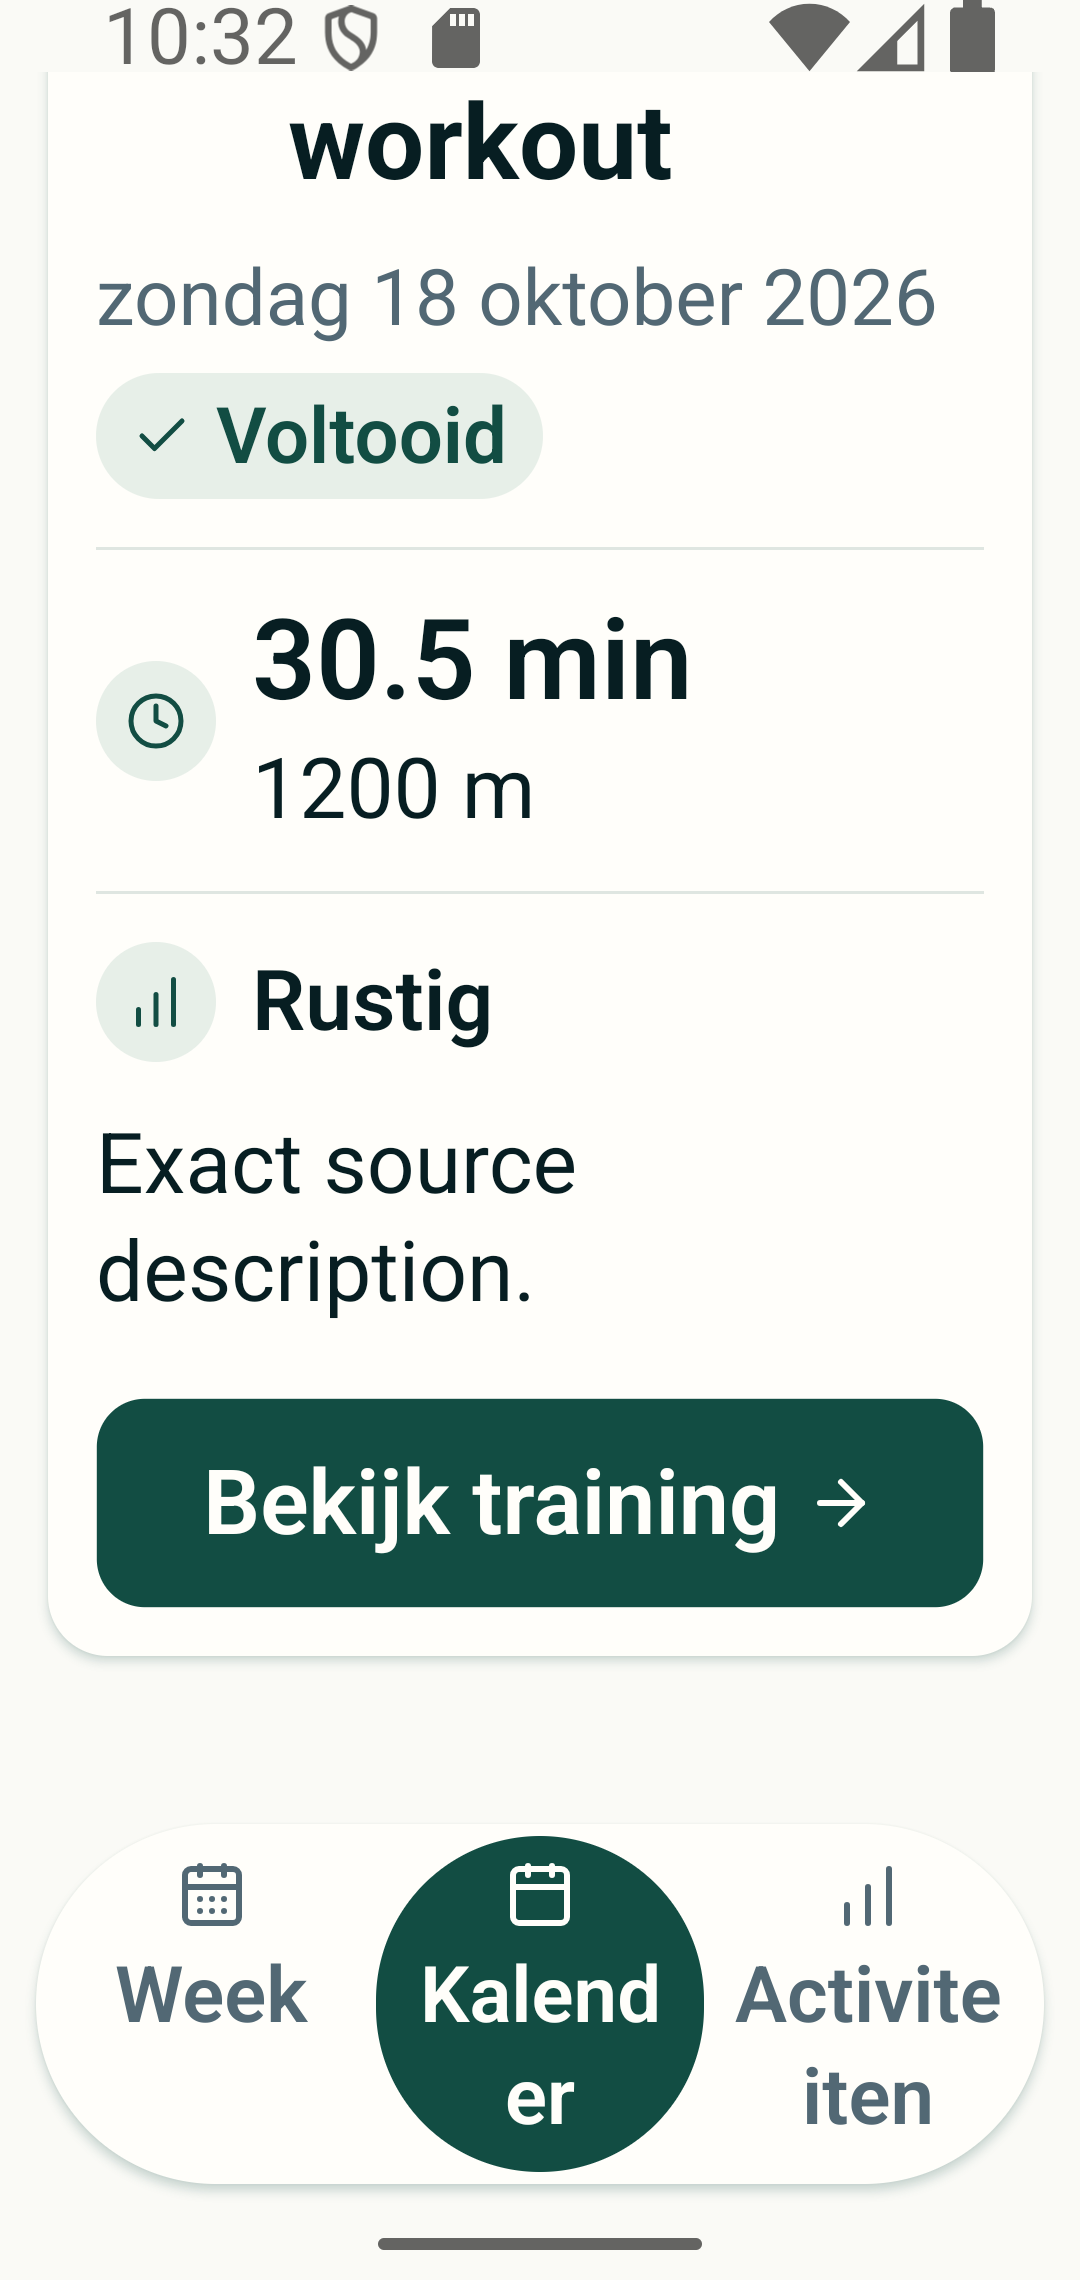 10:32
workout
zondag 18 oktober 2026
Voltooid
30.5 min
1200 m
Rustig
Exact source
description.
Bekijk training
Week
Kalend
er
Activite
iten